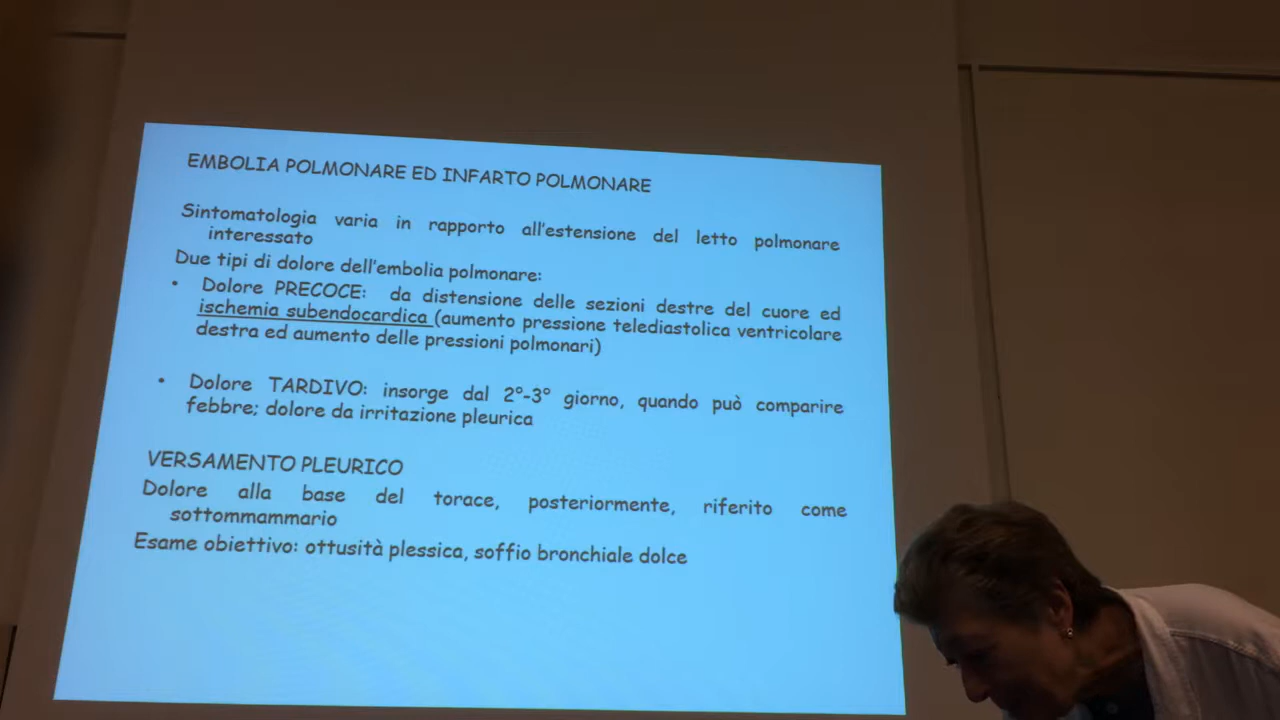 EMBOLIA POLMONARE ED INFARTO POLMONARE
Sintomatologia varia in rapporto all'estensione del letto polmonare
interessato
Due tipi di dolore dell'embolia polmonare:
• Dolore PRECOCE: da distensione delle sezioni destre del cuore ed
ischemia subendocardica (aumento pressione telediastolica ventricolare
destra ed aumento delle pressioni polmonari)
• Dolore TARDIVO: insorge dal 2°-3° giorno, quando può comparire
febbre; dolore da irritazione pleurica
VERSAMENTO PLEURICO
Dolore alla base del torace, posteriormente, riferito come
sottommammario
Esame obiettivo: ottusità plessica, soffio bronchiale dolce